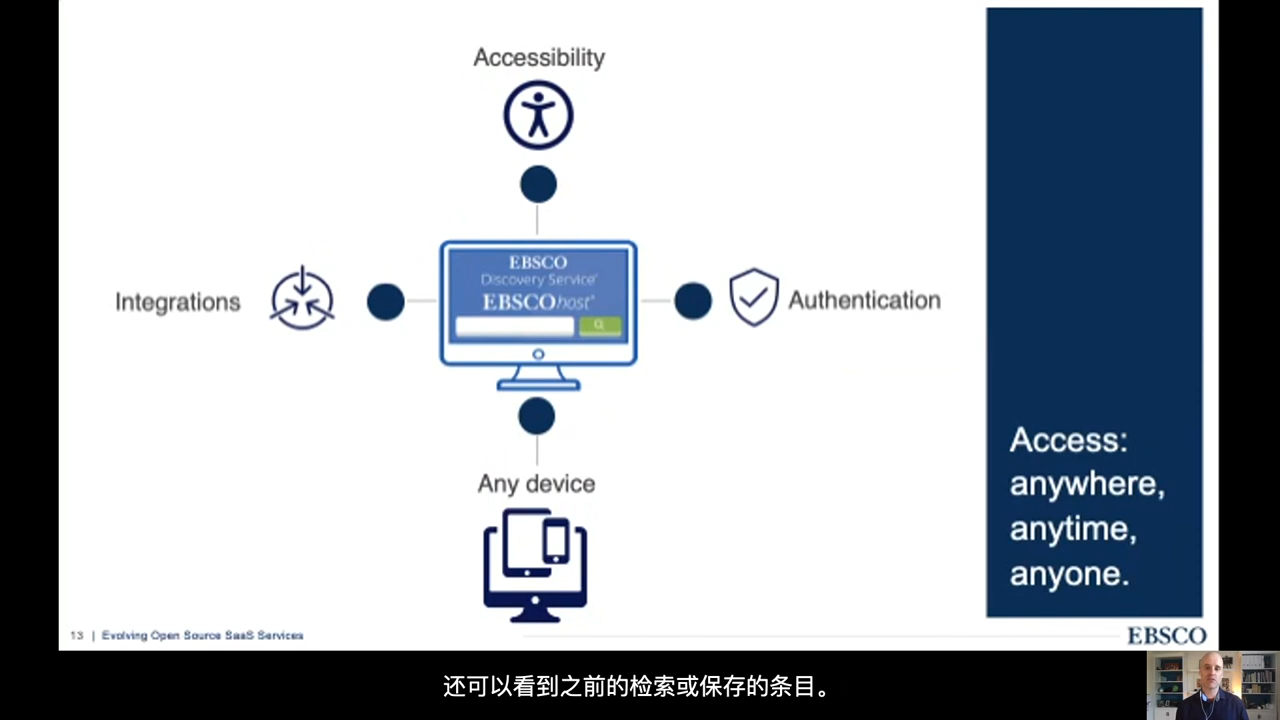 Accessibility
EBSCO
Discovery Service
EBSCOhost
Integrations
Authentication
Any device
Access:
anywhere,
anytime,
anyone.
13 | Evolving Open Source SaaS Services
EBSCO
还可以看到之前的检索或保存的条目。